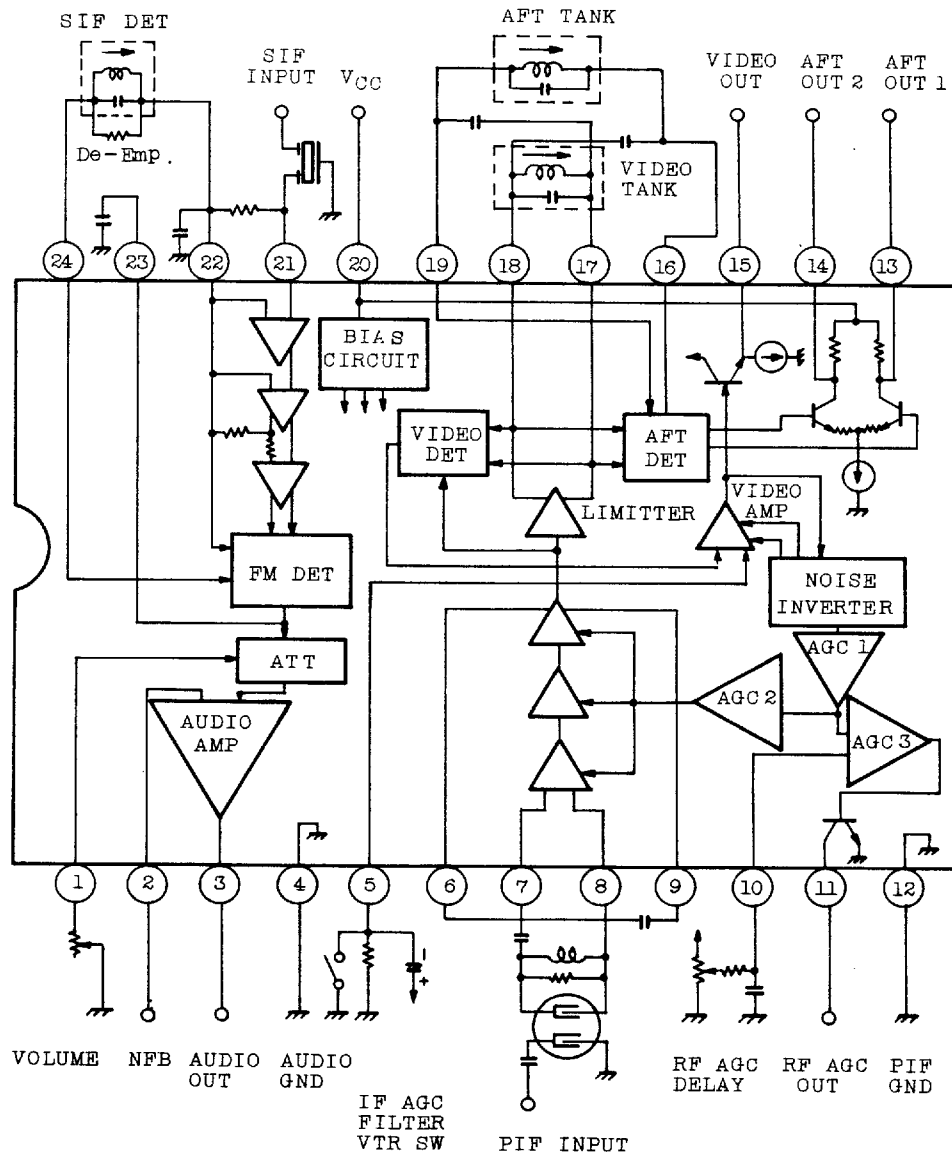 SIF DET
AFT TANK
SIF
INPUT
VCC
VIDEO
OUT
AFT
OUT 2
AFT
OUT 1
De-Emp.
VIDEO
TANK
24
23
22
21
20
19
18
17
16
15
14
13
BIAS
CIRCUIT
VIDEO
DET
AFT
DET
LIMITTER
VIDEO
AMP
FM DET
NOISE
INVERTER
ATT
AGC 1
AGC 2
AGC 3
AUDIO
AMP
1
2
3
4
5
6
7
8
9
10
11
12
-
+
VOLUME
NFB
AUDIO
OUT
AUDIO
GND
IF AGC
FILTER
VTR SW
PIF INPUT
RF AGC
DELAY
RF AGC
OUT
PIF
GND